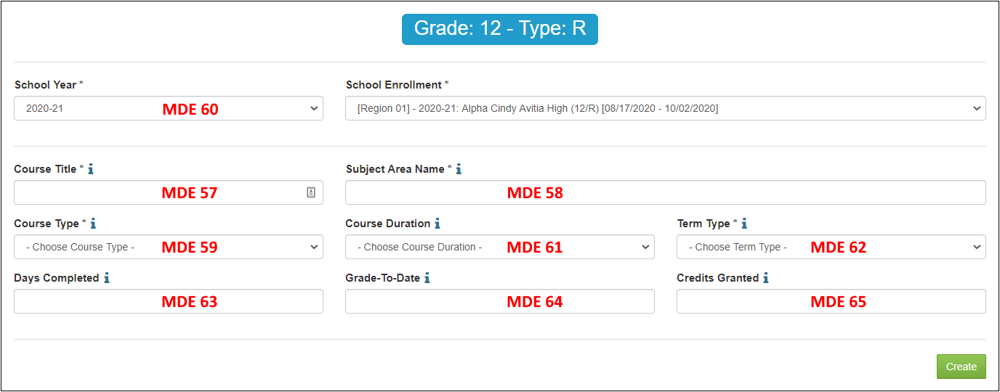 Grade: 12 - Type: R
School Year * School Enrollment *
2020-21 MDE 60 [Region 01] - 2020-21: Alpha Cindy Avitia High (12/R) [08/17/2020 - 10/02/2020]
Course Title * i Subject Area Name * i
MDE 57 MDE 58
Course Type * i Course Duration i Term Type * i
- Choose Course Type - MDE 59 - Choose Course Duration - MDE 61 - Choose Term Type - MDE 62
Days Completed i Grade-To-Date i Credits Granted i
MDE 63 MDE 64 MDE 65
Create